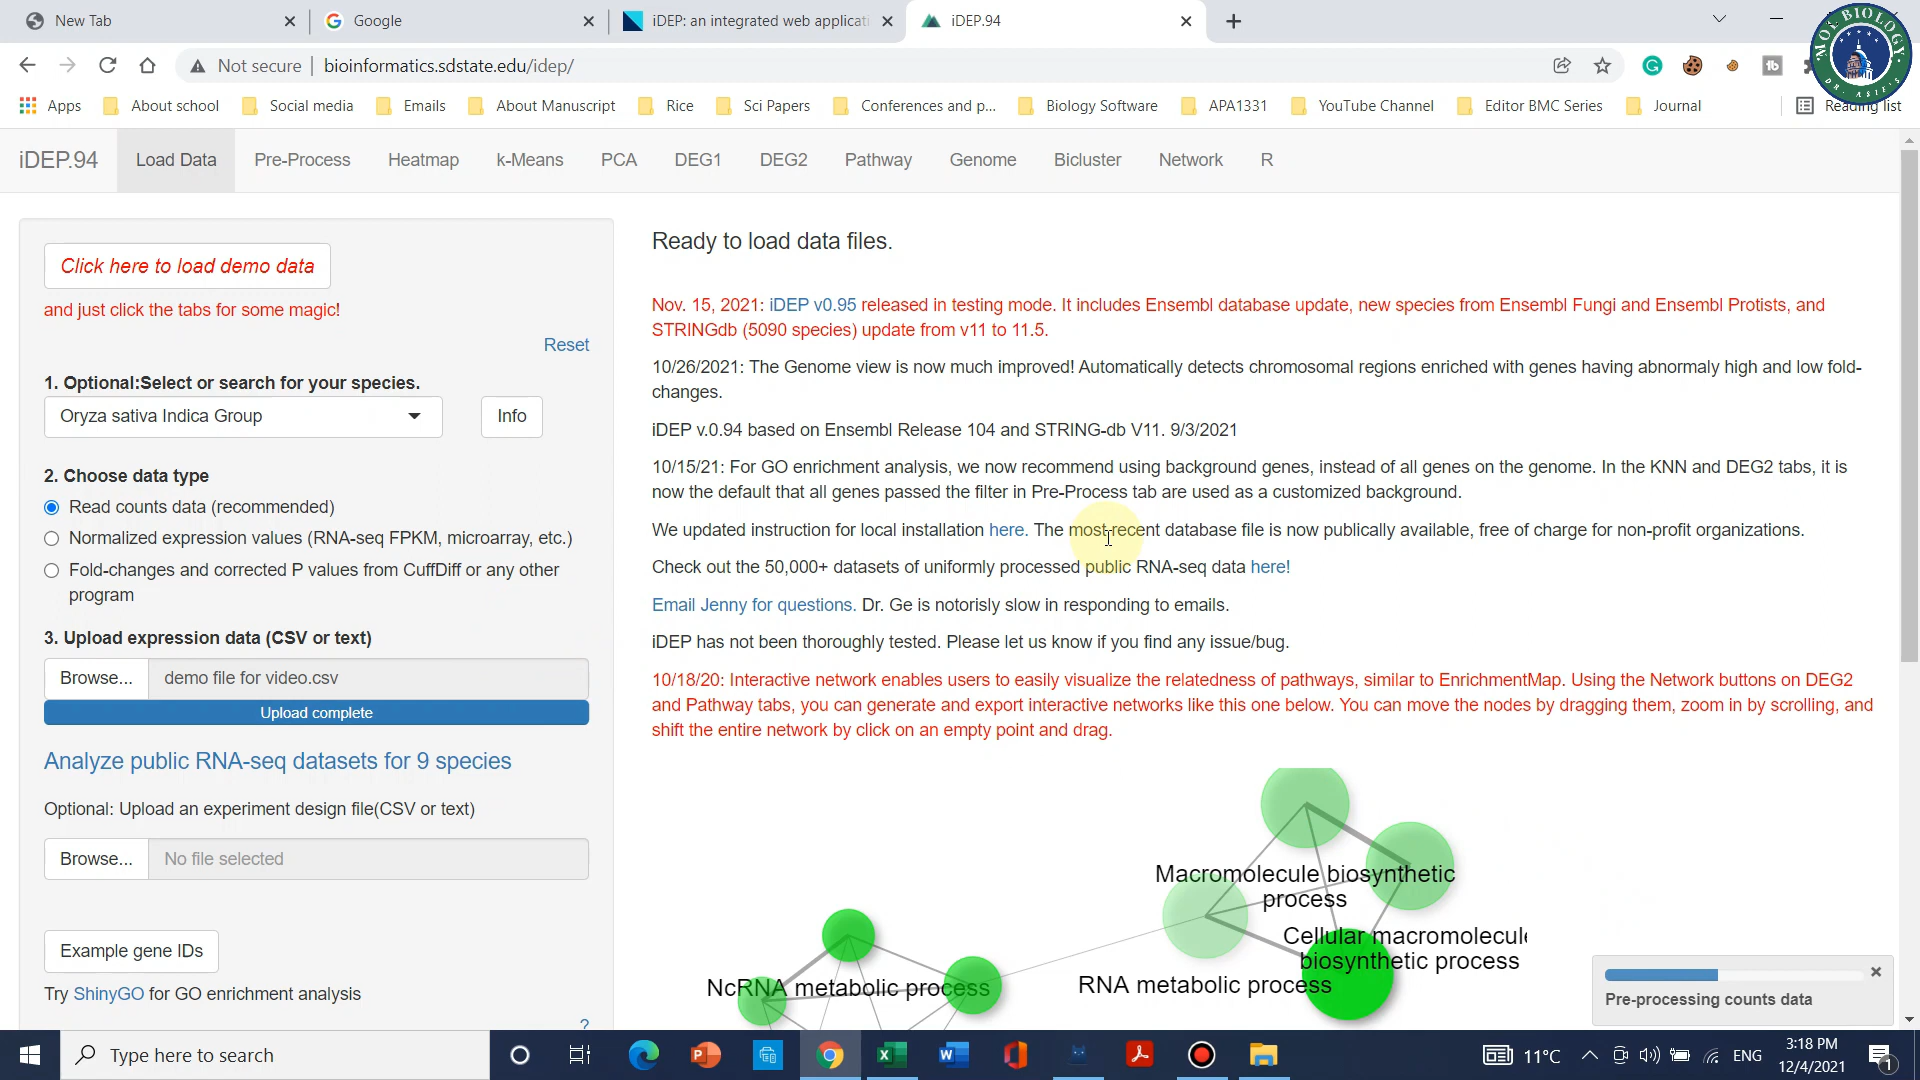 New Tab
Google
iDEP: an integrated web applicati
iDEP.94
Not secure
bioinformatics.sdstate.edu/idep/
MOV BIOLOGY
DR. ASIF'S
Apps
About school
Social media
Emails
About Manuscript
Rice
Sci Papers
Conferences and p...
Biology Software
APA1331
YouTube Channel
Editor BMC Series
Journal
Reading list
iDEP.94
Load Data
Pre-Process
Heatmap
k-Means
PCA
DEG1
DEG2
Pathway
Genome
Bicluster
Network
R
Click here to load demo data
and just click the tabs for some magic!
Reset
1. Optional:Select or search for your species.
Oryza sativa Indica Group
Info
2. Choose data type
Read counts data (recommended)
Normalized expression values (RNA-seq FPKM, microarray, etc.)
Fold-changes and corrected P values from CuffDiff or any other
program
3. Upload expression data (CSV or text)
Browse...
demo file for video.csv
Upload complete
Analyze public RNA-seq datasets for 9 species
Optional: Upload an experiment design file(CSV or text)
Browse...
No file selected
Example gene IDs
Try ShinyGO for GO enrichment analysis
?
Ready to load data files.
Nov. 15, 2021: iDEP v0.95 released in testing mode. It includes Ensembl database update, new species from Ensembl Fungi and Ensembl Protists, and
STRINGdb (5090 species) update from v11 to 11.5.
10/26/2021: The Genome view is now much improved! Automatically detects chromosomal regions enriched with genes having abnormaly high and low fold-
changes.
iDEP v.0.94 based on Ensembl Release 104 and STRING-db V11. 9/3/2021
10/15/21: For GO enrichment analysis, we now recommend using background genes, instead of all genes on the genome. In the KNN and DEG2 tabs, it is
now the default that all genes passed the filter in Pre-Process tab are used as a customized background.
We updated instruction for local installation here. The most recent database file is now publically available, free of charge for non-profit organizations.
Check out the 50,000+ datasets of uniformly processed public RNA-seq data here!
Email Jenny for questions. Dr. Ge is notorisly slow in responding to emails.
iDEP has not been thoroughly tested. Please let us know if you find any issue/bug.
10/18/20: Interactive network enables users to easily visualize the relatedness of pathways, similar to EnrichmentMap. Using the Network buttons on DEG2
and Pathway tabs, you can generate and export interactive networks like this one below. You can move the nodes by dragging them, zoom in by scrolling, and
shift the entire network by click on an empty point and drag.
Macromolecule biosynthetic
process
Cellular macromolecule
biosynthetic process
NcRNA metabolic process
RNA metabolic process
Pre-processing counts data
Type here to search
11°C
ENG
3:18 PM
12/4/2021
1